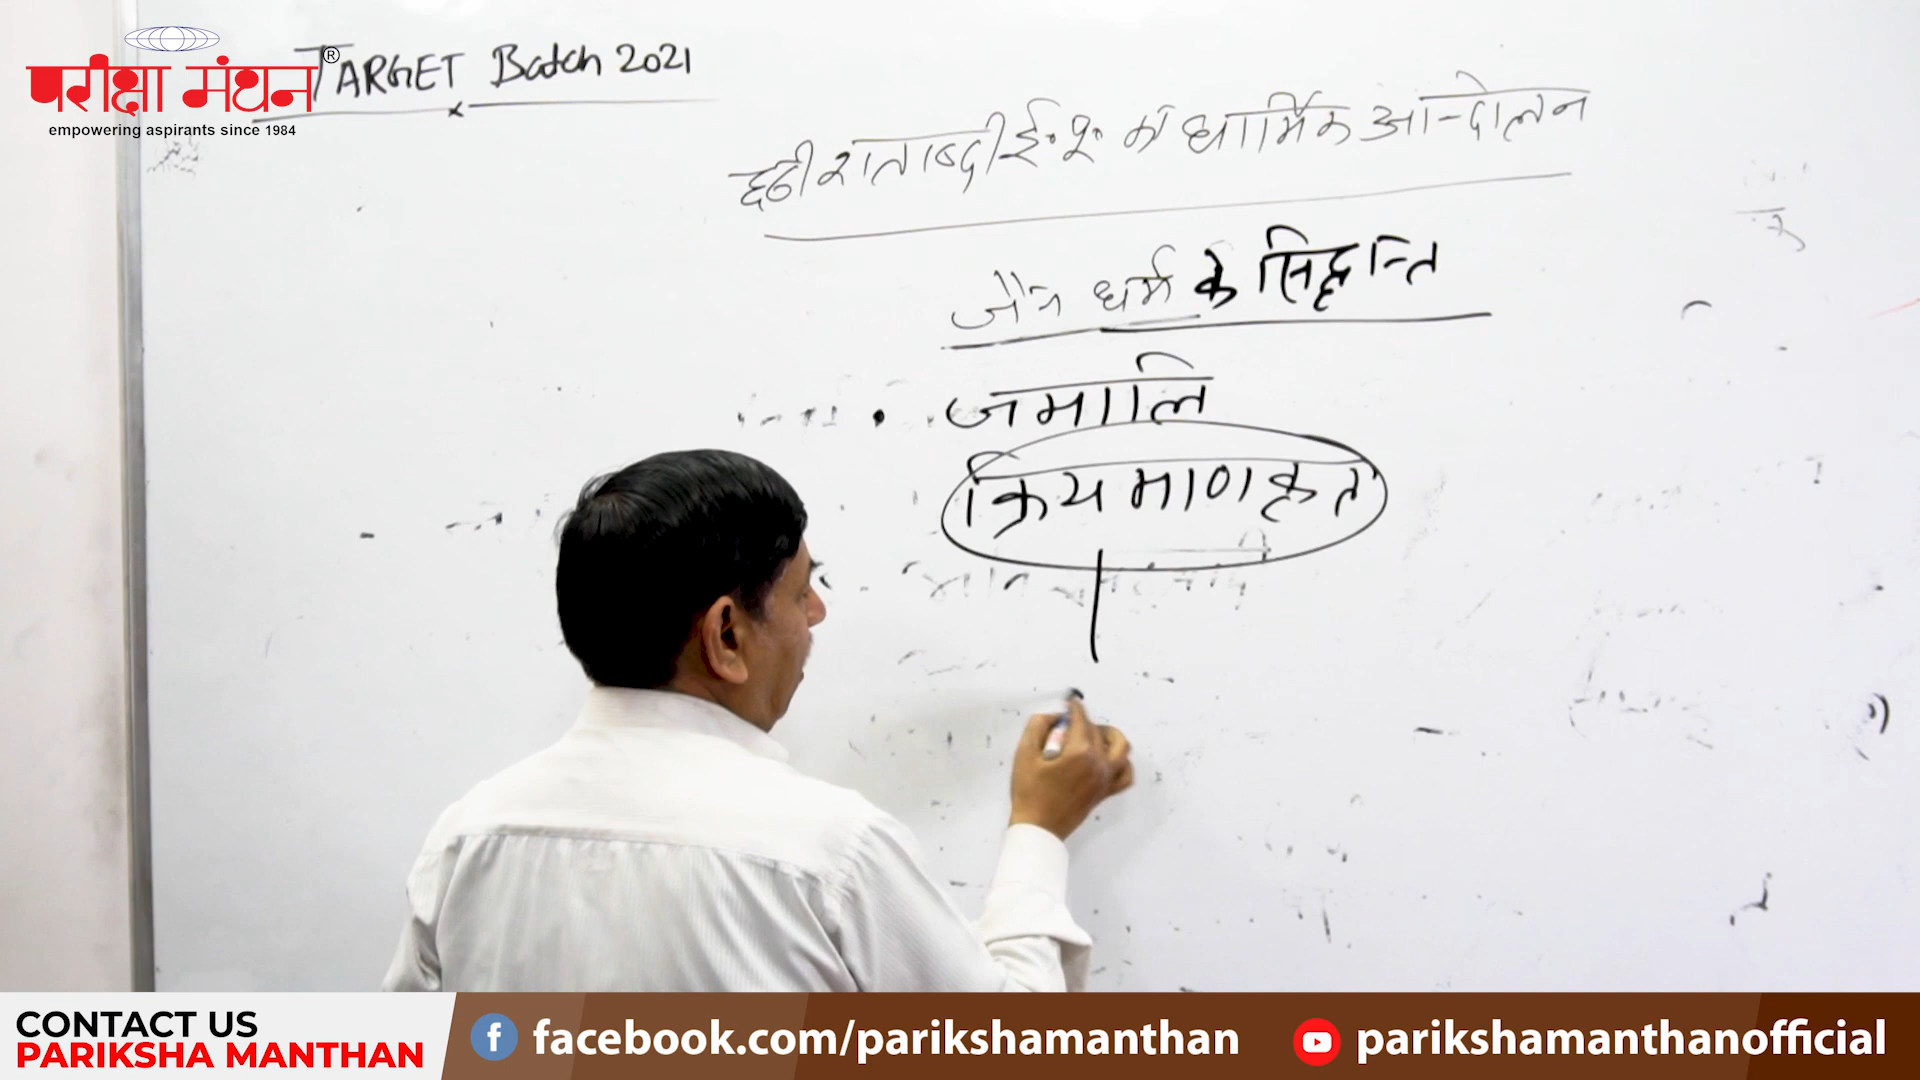 परीक्षा मंथन®
empowering aspirants since 1984
TARGET Batch 2021
छठी शताब्दी ई॰ पू॰ के धार्मिक आन्दोलन
जैन धर्म के सिद्धान्त
• जमालि
क्रियमाणकृत
CONTACT US
PARIKSHA MANTHAN
facebook.com/parikshamanthan
parikshamanthanofficial